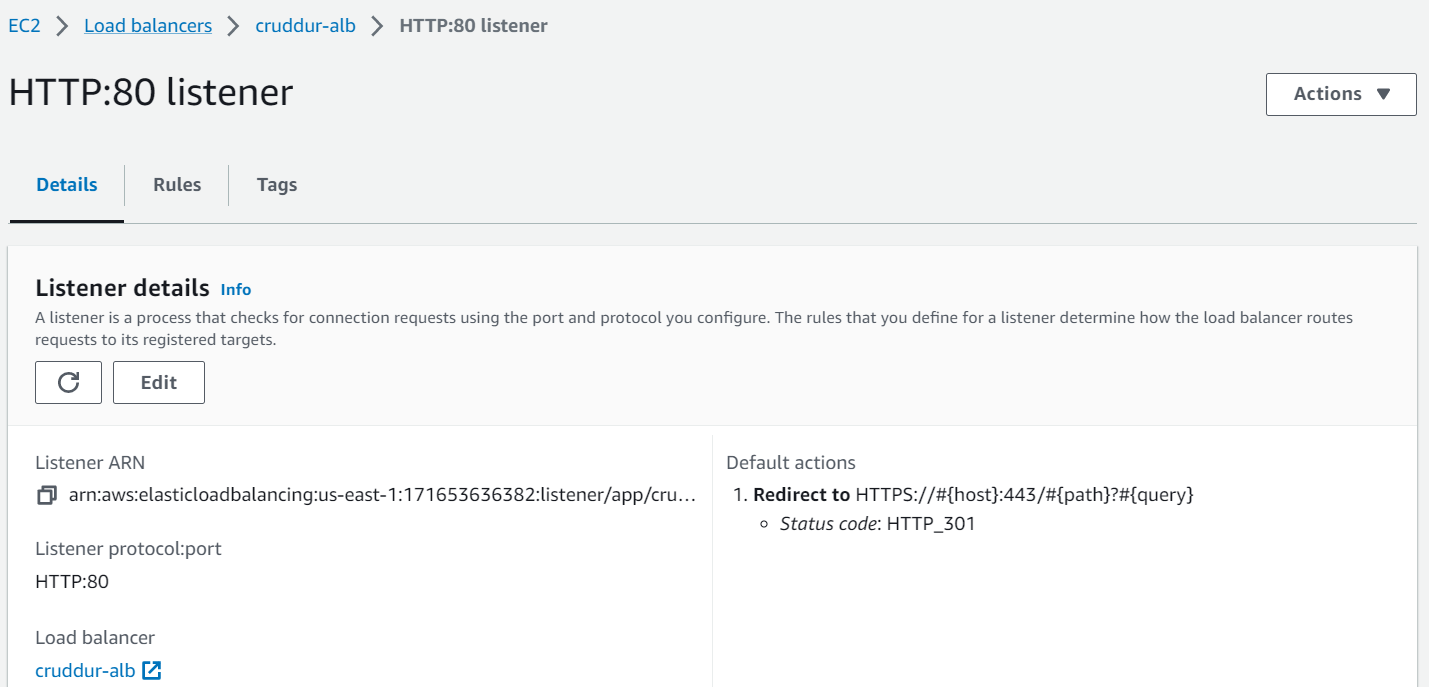 EC2 > Load balancers > cruddur-alb > HTTP:80 listener
HTTP:80 listener
Actions ▼
Details
Rules
Tags
Listener details Info
A listener is a process that checks for connection requests using the port and protocol you configure. The rules that you define for a listener determine how the load balancer routes
requests to its registered targets.
Edit
Listener ARN
arn:aws:elasticloadbalancing:us-east-1:171653636382:listener/app/cru…
Listener protocol:port
HTTP:80
Load balancer
cruddur-alb
Default actions
1. Redirect to HTTPS://#{host}:443/#{path}?#{query}
Status code: HTTP_301